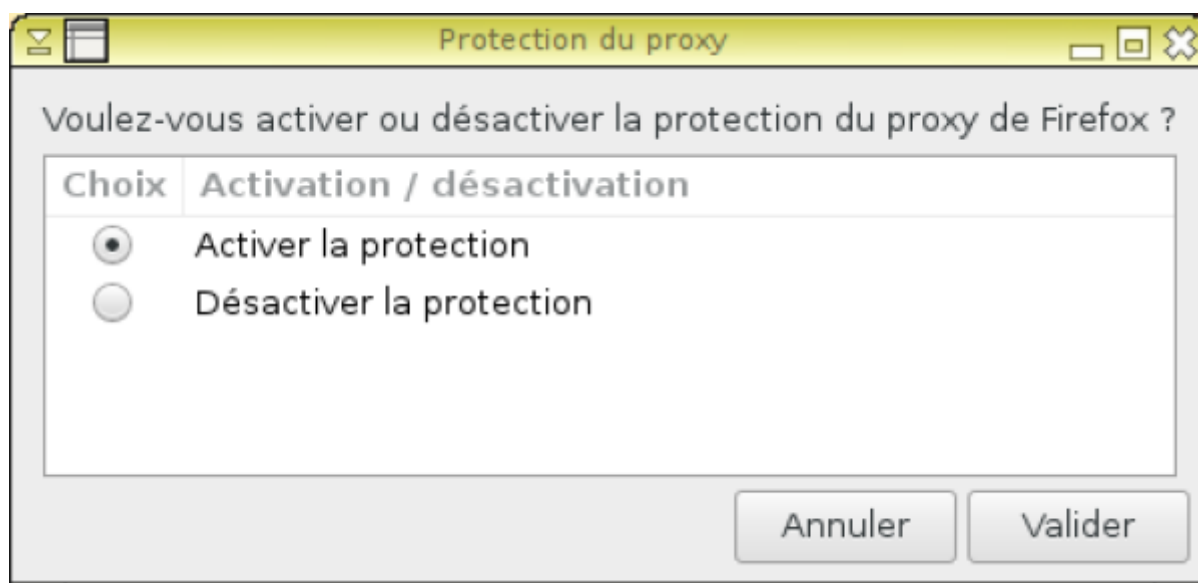 Protection du proxy
Voulez-vous activer ou désactiver la protection du proxy de Firefox ?
Choix Activation / désactivation
Activer la protection
Désactiver la protection
Annuler Valider